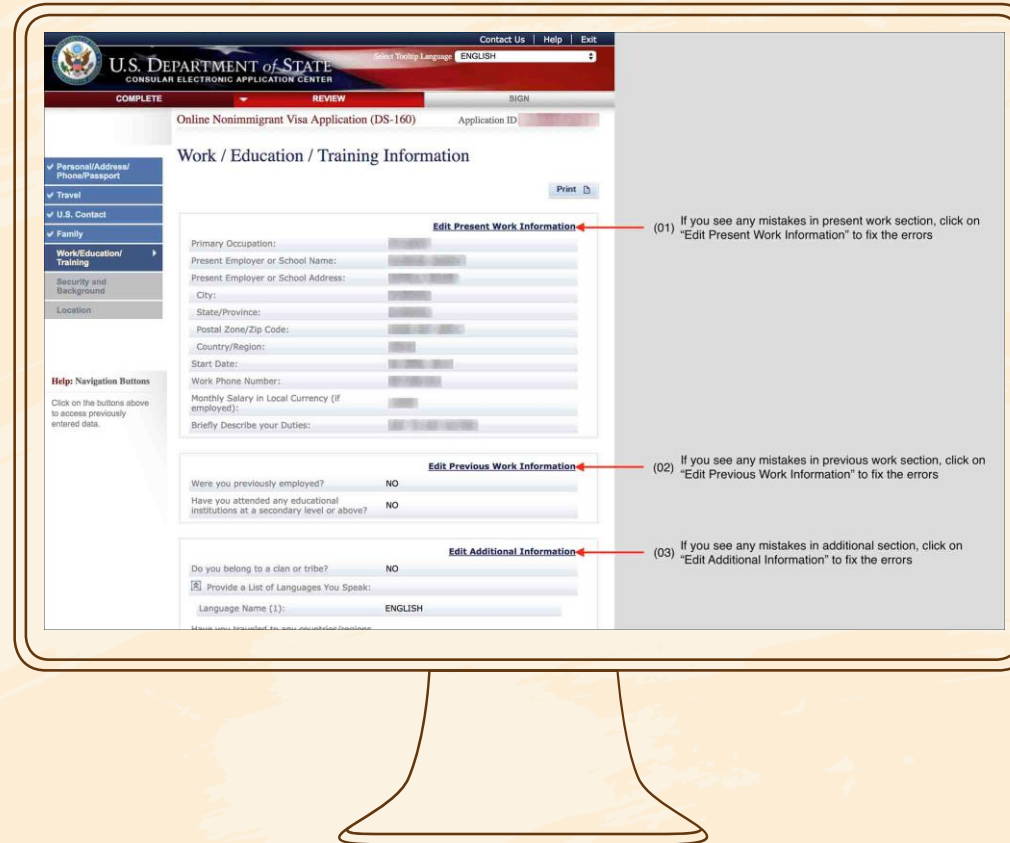 Contact Us | Help | Exit
U.S. DEPARTMENT of STATE
CONSULAR ELECTRONIC APPLICATION CENTER
Select Tooltip Language ENGLISH
COMPLETE REVIEW SIGN
Online Nonimmigrant Visa Application (DS-160) Application ID
Work / Education / Training Information
Print
Personal/Address/
Phone/Passport
Travel
U.S. Contact
Family
Work/Education/
Training
Security and
Background
Location
Help: Navigation Buttons
Click on the buttons above
to access previously
entered data.
Edit Present Work Information
Primary Occupation:
Present Employer or School Name:
Present Employer or School Address:
City:
State/Province:
Postal Zone/Zip Code:
Country/Region:
Start Date:
Work Phone Number:
Monthly Salary in Local Currency (if
employed):
Briefly Describe your Duties:
(01) If you see any mistakes in present work section, click on
“Edit Present Work Information” to fix the errors
Edit Previous Work Information
Were you previously employed? NO
Have you attended any educational
institutions at a secondary level or above? NO
(02) If you see any mistakes in previous work section, click on
“Edit Previous Work Information” to fix the errors
Edit Additional Information
Do you belong to a clan or tribe? NO
Provide a List of Languages You Speak:
Language Name (1): ENGLISH
Have you traveled to any countries/regions
(03) If you see any mistakes in additional section, click on
“Edit Additional Information” to fix the errors